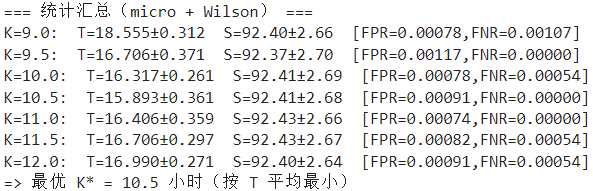 === 统计汇总（micro + Wilson） ===
K=9.0:  T=18.555±0.312  S=92.40±2.66  [FPR=0.00078,FNR=0.00107]
K=9.5:  T=16.706±0.371  S=92.37±2.70  [FPR=0.00117,FNR=0.00000]
K=10.0:  T=16.317±0.261  S=92.41±2.69  [FPR=0.00078,FNR=0.00054]
K=10.5:  T=15.893±0.361  S=92.41±2.68  [FPR=0.00091,FNR=0.00000]
K=11.0:  T=16.406±0.359  S=92.43±2.66  [FPR=0.00074,FNR=0.00000]
K=11.5:  T=16.706±0.297  S=92.43±2.67  [FPR=0.00082,FNR=0.00054]
K=12.0:  T=16.990±0.271  S=92.40±2.64  [FPR=0.00091,FNR=0.00054]
=> 最优 K* = 10.5 小时（按 T 平均最小）